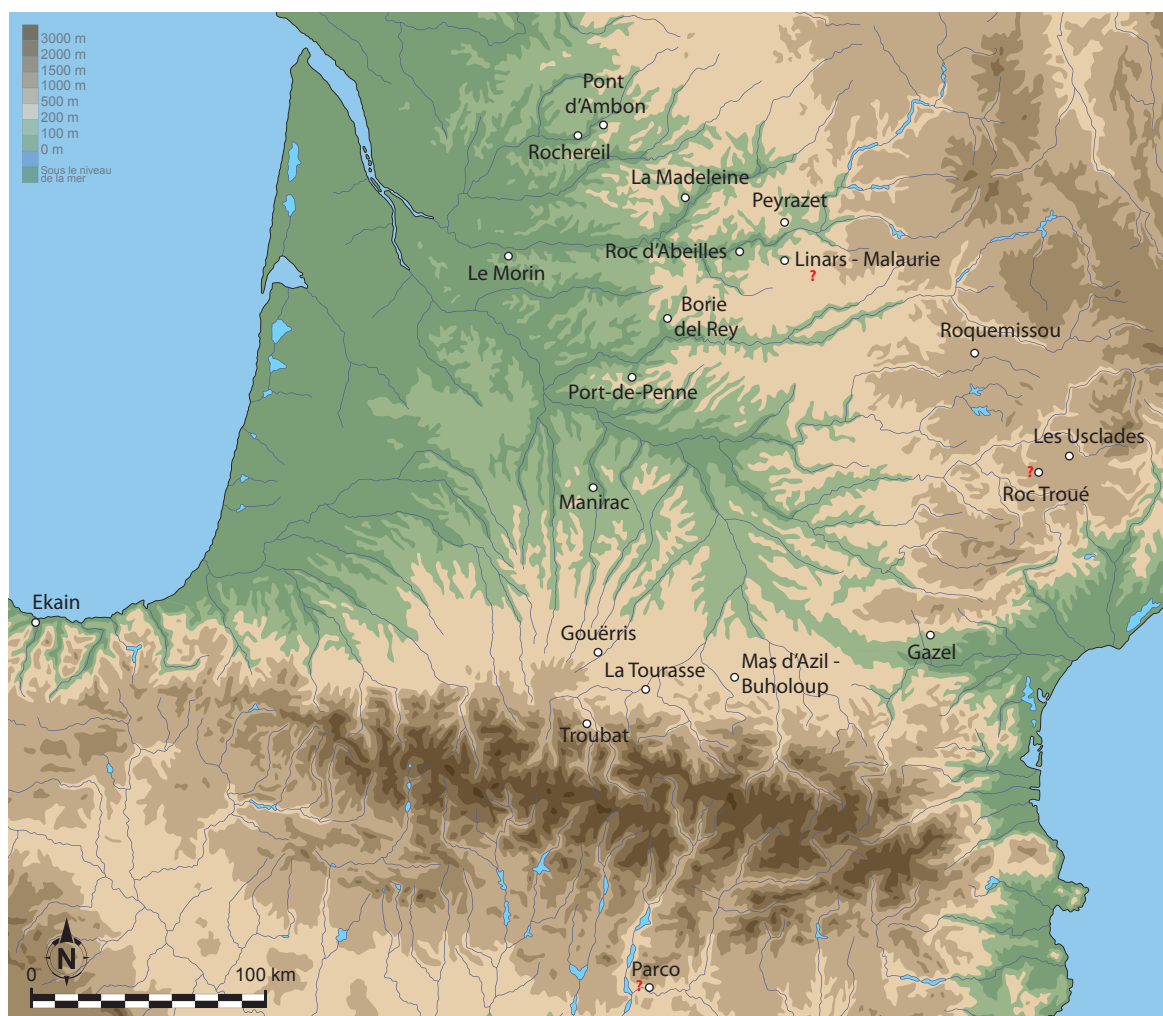 3000 m
2000 m
1500 m
1000 m
500 m
200 m
100 m
0 m
Sous le niveau
de la mer
Pont
d'Ambon
Rochereil
La Madeleine
Peyrazet
Roc d'Abeilles
Linars - Malaurie
?
Le Morin
Borie
del Rey
Roquemissou
Port-de-Penne
Les Usclades
?
Roc Troué
Manirac
Ekain
Gouërris
Gazel
La Tourasse
Mas d'Azil -
Buholoup
Troubat
N
0
100 km
Parco
?